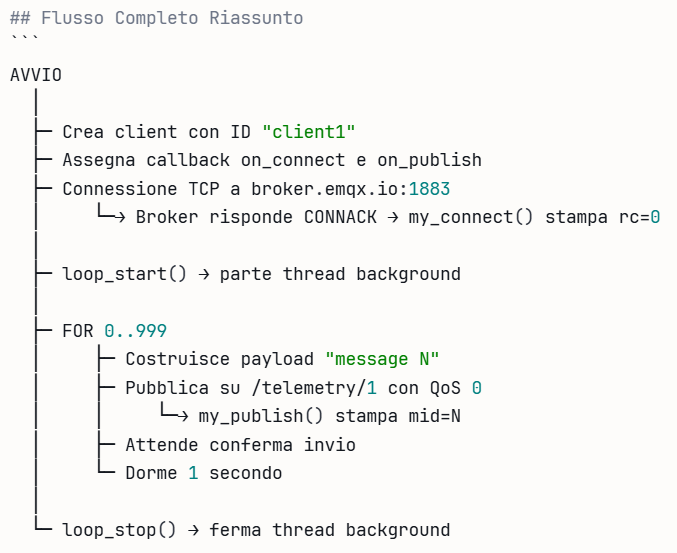 ## Flusso Completo Riassunto
```
AVVIO
  │
  ├─ Crea client con ID "client1"
  ├─ Assegna callback on_connect e on_publish
  ├─ Connessione TCP a broker.emqx.io:1883
  │     └─→ Broker risponde CONNACK → my_connect() stampa rc=0
  │
  ├─ loop_start() → parte thread background
  │
  ├─ FOR 0..999
  │     ├─ Costruisce payload "message N"
  │     ├─ Pubblica su /telemetry/1 con QoS 0
  │     │     └─→ my_publish() stampa mid=N
  │     ├─ Attende conferma invio
  │     └─ Dorme 1 secondo
  │
  └─ loop_stop() → ferma thread background